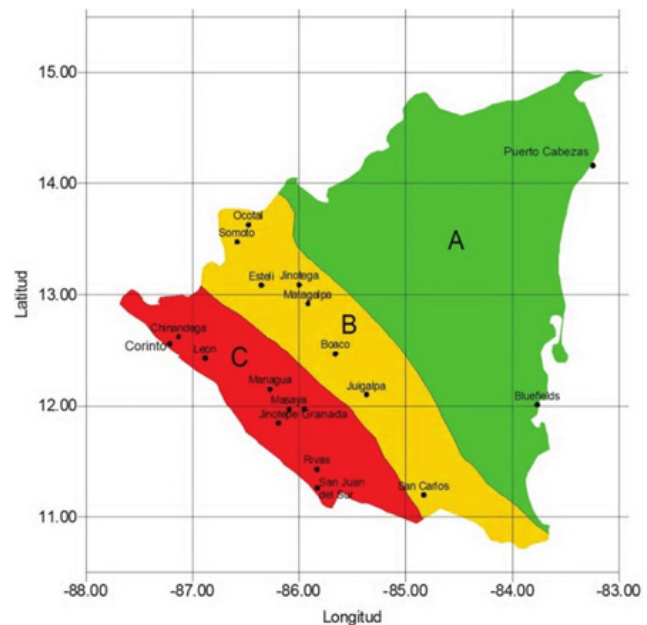 15.00
Puerto Cabezas
14.00
Ocotal
Somoto
A
Esteli
Jinotega
13.00
Matagalpa
B
Chinandega
Corinto
Leon
C
Boaco
Managua
Juigalpa
Masaya
12.00
Jinotepe
Granada
Bluefields
Rivas
San Juan
del Sur
San Carlos
11.00
Latitud
-88.00
-87.00
-86.00
-85.00
-84.00
-83.00
Longitud